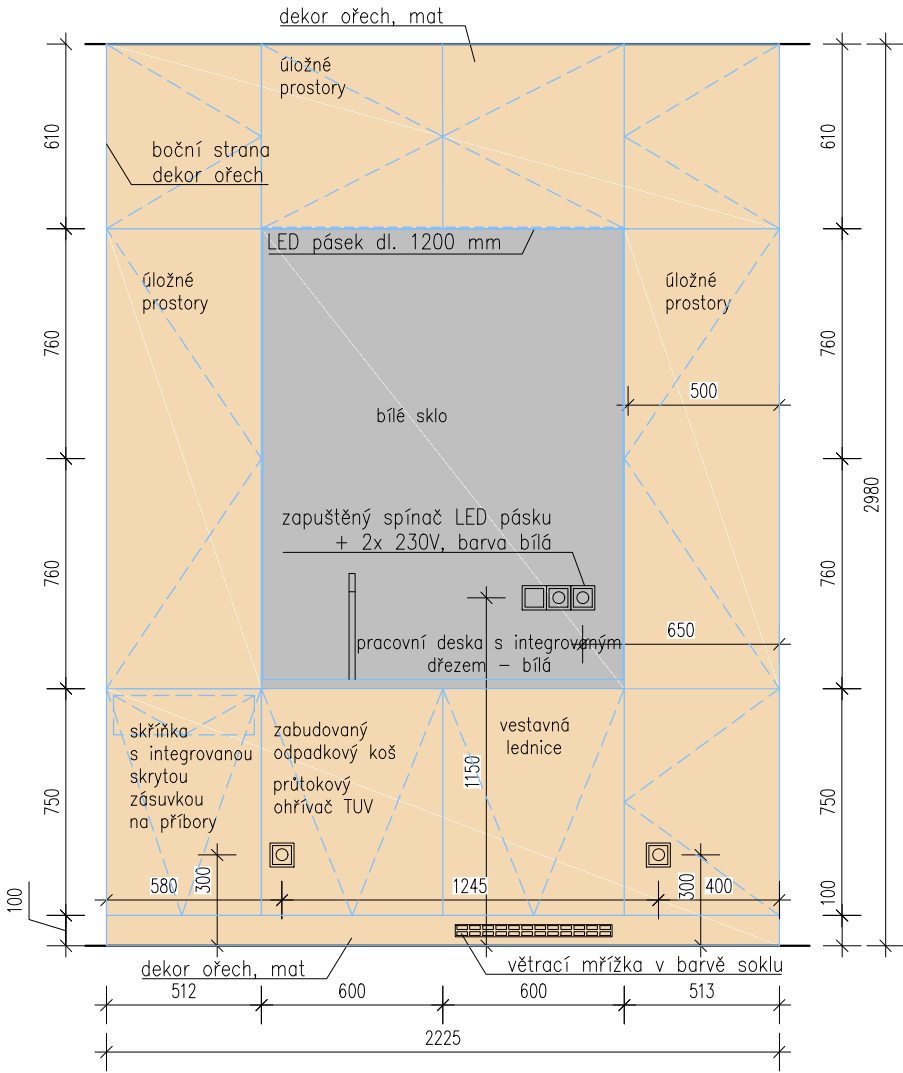 dekor ořech, mat
úložné
prostory
610
610
boční strana
dekor ořech
LED pásek dl. 1200 mm
úložné
prostory
úložné
prostory
760
760
500
bílé sklo
2980
zapuštěný spínač LED pásku
+ 2x 230V, barva bílá
760
760
650
pracovní deska s integrovaným
dřezem – bílá
skříňka
s integrovanou
skrytou
zásuvkou
na příbory
zabudovaný
odpadkový koš
průtokový
ohřívač TUV
vestavná
lednice
1150
750
750
300
300
580
1245
400
100
100
dekor ořech, mat
větrací mřížka v barvě soklu
512
600
600
513
2225